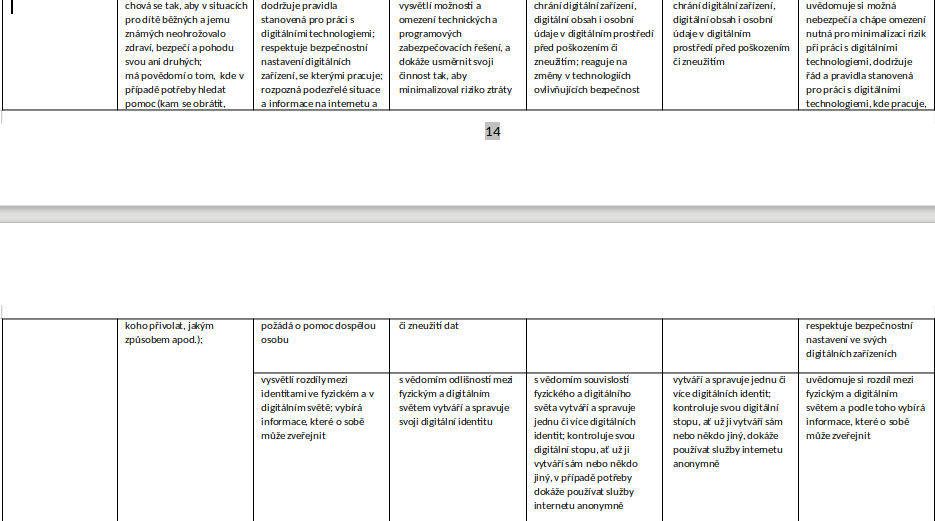 chová se tak, aby v situacích
pro dítě běžných a jemu
známých neohrožovalo
zdraví, bezpečí a pohodu
svou ani druhých;
má povědomí o tom, kde v
případě potřeby hledat
pomoc (kam se obrátit,
dodržuje pravidla
stanovená pro práci s
digitálními technologiemi;
respektuje bezpečnostní
nastavení digitálních
zařízení, se kterými pracuje;
rozpozná podezřelé situace
a informace na internetu a
vysvětlí možnosti a
omezení technických a
programových
zabezpečovacích řešení, a
dokáže usměrnit svoji
činnost tak, aby
minimalizoval riziko ztráty
chrání digitální zařízení,
digitální obsah i osobní
údaje v digitálním prostředí
před poškozením či
zneužitím; reaguje na
změny v technologiích
ovlivňujících bezpečnost
chrání digitální zařízení,
digitální obsah i osobní
údaje v digitálním
prostředí před poškozením
či zneužitím
uvědomuje si možná
nebezpečí a chápe omezení
nutná pro minimalizaci rizik
při práci s digitálními
technologiemi, dodržuje
řád a pravidla stanovená
pro práci s digitálními
technologiemi, kde pracuje,
14
koho přivolat, jakým
způsobem apod.);
požádá o pomoc dospělou
osobu
či zneužití dat
respektuje bezpečnostní
nastavení ve svých
digitálních zařízeních
vysvětlí rozdíly mezi
identitami ve fyzickém a v
digitálním světě; vybírá
informace, které o sobě
může zveřejnit
s vědomím odlišností mezi
fyzickým a digitálním
světem vytváří a spravuje
svoji digitální identitu
s vědomím souvislostí
fyzického a digitálního
světa vytváří a spravuje
jednu či více digitálních
identit; kontroluje svou
digitální stopu, ať už ji
vytváří sám nebo někdo
jiný, v případě potřeby
dokáže používat služby
internetu anonymně
vytváří a spravuje jednu či
více digitálních identit;
kontroluje svou digitální
stopu, ať už ji vytváří sám
nebo někdo jiný, dokáže
používat služby internetu
anonymně
uvědomuje si rozdíl mezi
fyzickým a digitálním
světem a podle toho vybírá
informace, které o sobě
může zveřejnit